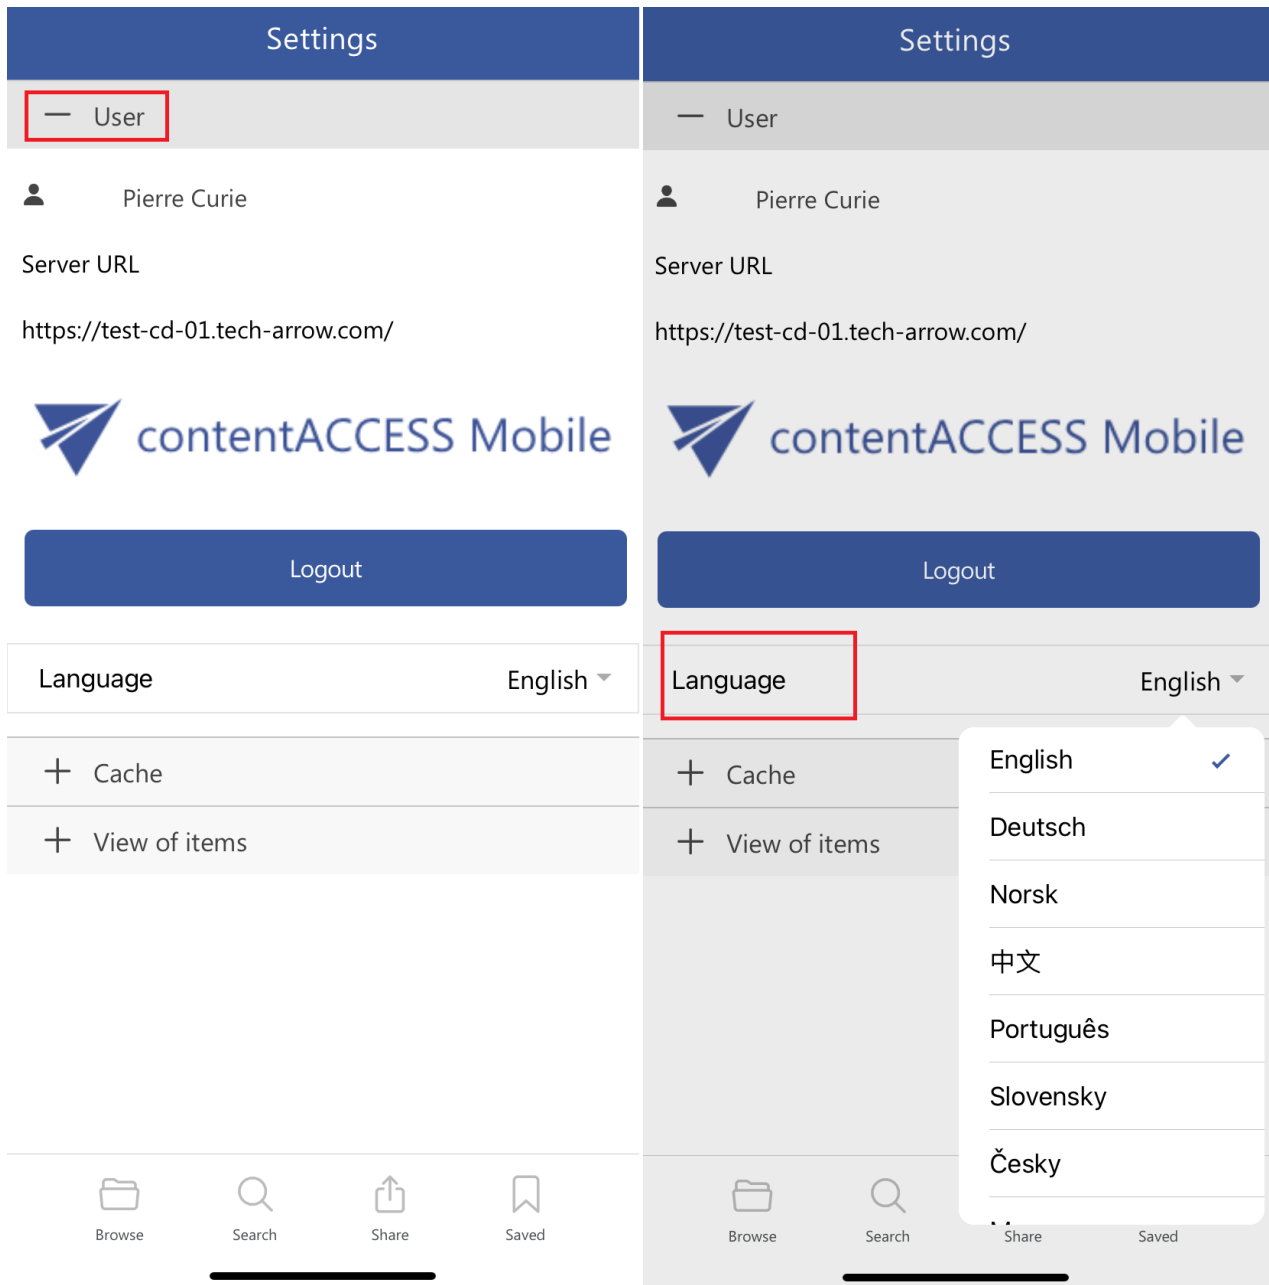 Settings
User
Pierre Curie
Server URL
https://test-cd-01.tech-arrow.com/
contentACCESS Mobile
Logout
Language English
Cache
View of items
Browse Search Share Saved
Settings
User
Pierre Curie
Server URL
https://test-cd-01.tech-arrow.com/
contentACCESS Mobile
Logout
Language English
Cache
View of items
English
Deutsch
Norsk
中文
Português
Slovensky
Česky
Browse Search Share Saved